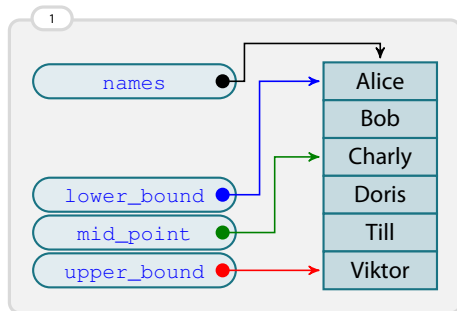 1
names
Alice
Bob
Charly
lower_bound
Doris
mid_point
Till
upper_bound
Viktor